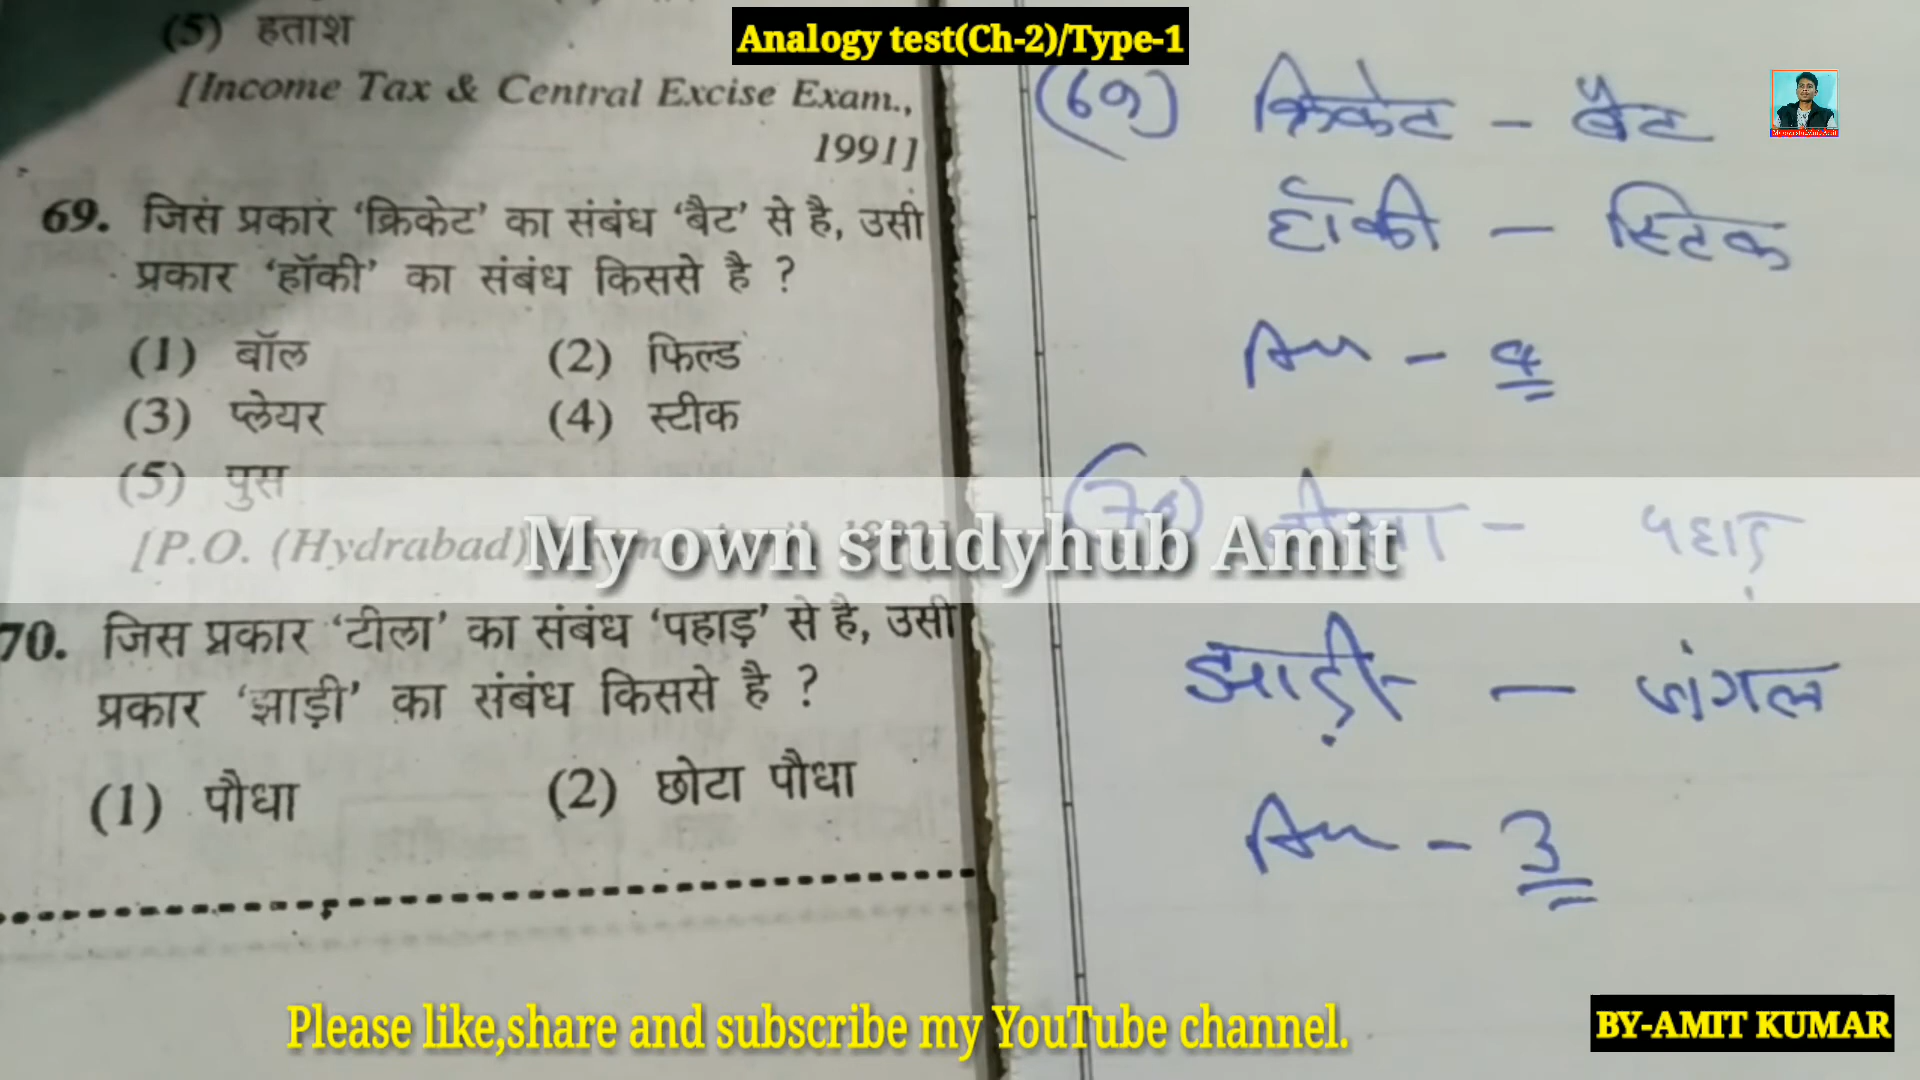 Analogy test(Ch-2)/Type-1
(5) हताश
[Income Tax & Central Excise Exam.,
1991]
69. जिस प्रकार ‘क्रिकेट’ का संबंध ‘बैट’ से है, उसी
प्रकार ‘हॉकी’ का संबंध किससे है ?
(1) बॉल (2) फिल्ड
(3) प्लेयर (4) स्टीक
(5) पुस
[P.O. (Hydrabad)
My own studyhub Amit
70. जिस प्रकार ‘टीला’ का संबंध ‘पहाड़’ से है, उसी
प्रकार ‘झाड़ी’ का संबंध किससे है ?
(1) पौधा (2) छोटा पौधा
(69) क्रिकेट – बैट
हॉकी – स्टिक
Ans – 4
(70) – पहाड़
झाड़ी – जंगल
Ans – 3
Please like,share and subscribe my YouTube channel.
BY-AMIT KUMAR